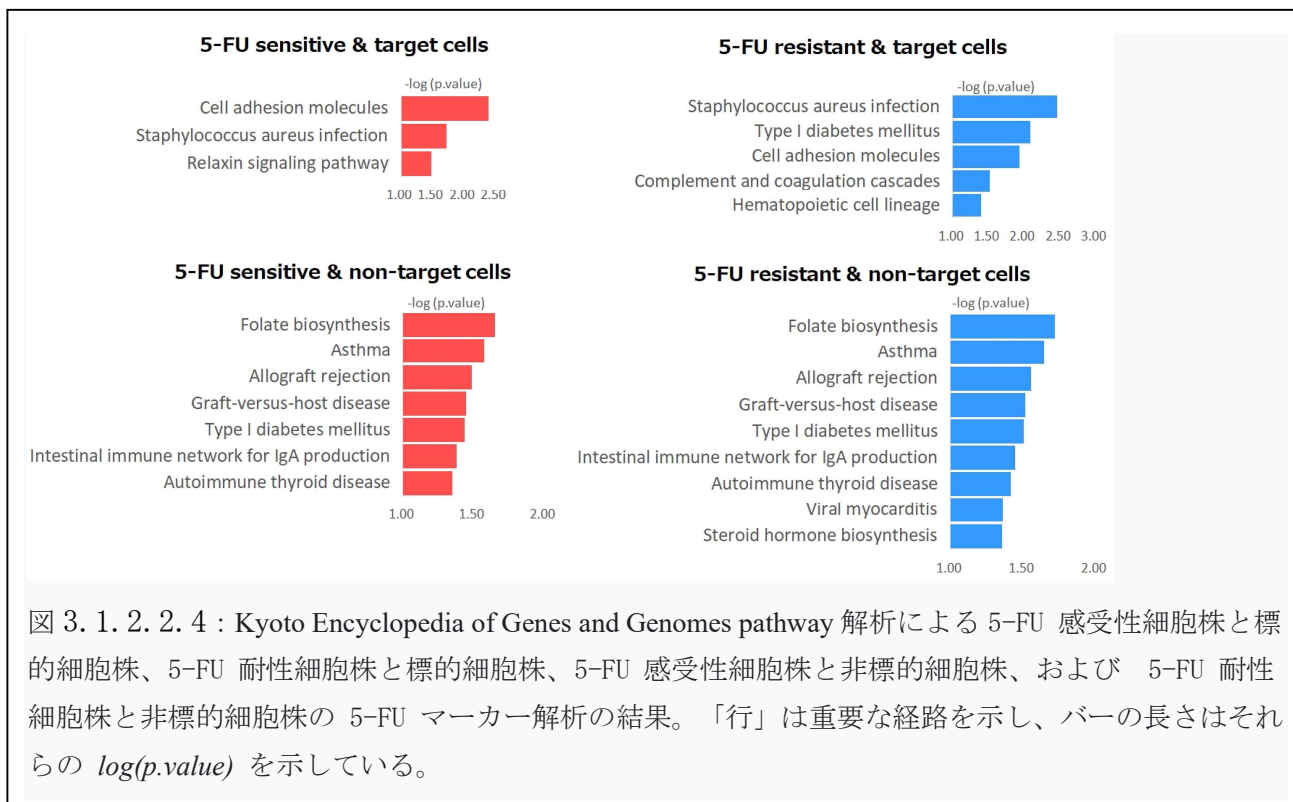 5-FU sensitive & target cells
-log (p.value)
Cell adhesion molecules
Staphylococcus aureus infection
Relaxin signaling pathway
1.00 1.50 2.00 2.50
5-FU resistant & target cells
-log (p.value)
Staphylococcus aureus infection
Type I diabetes mellitus
Cell adhesion molecules
Complement and coagulation cascades
Hematopoietic cell lineage
1.00 1.50 2.00 2.50 3.00
5-FU sensitive & non-target cells
-log (p.value)
Folate biosynthesis
Asthma
Allograft rejection
Graft-versus-host disease
Type I diabetes mellitus
Intestinal immune network for IgA production
Autoimmune thyroid disease
1.00 1.50 2.00
5-FU resistant & non-target cells
-log (p.value)
Folate biosynthesis
Asthma
Allograft rejection
Graft-versus-host disease
Type I diabetes mellitus
Intestinal immune network for IgA production
Autoimmune thyroid disease
Viral myocarditis
Steroid hormone biosynthesis
1.00 1.50 2.00
図 3.1.2.2.4：Kyoto Encyclopedia of Genes and Genomes pathway 解析による 5-FU 感受性細胞株と標
的細胞株、5-FU 耐性細胞株と標的細胞株、5-FU 感受性細胞株と非標的細胞株、および 5-FU 耐性
細胞株と非標的細胞株の 5-FU マーカー解析の結果。「行」は重要な経路を示し、バーの長さはそれ
らの log(p.value) を示している。